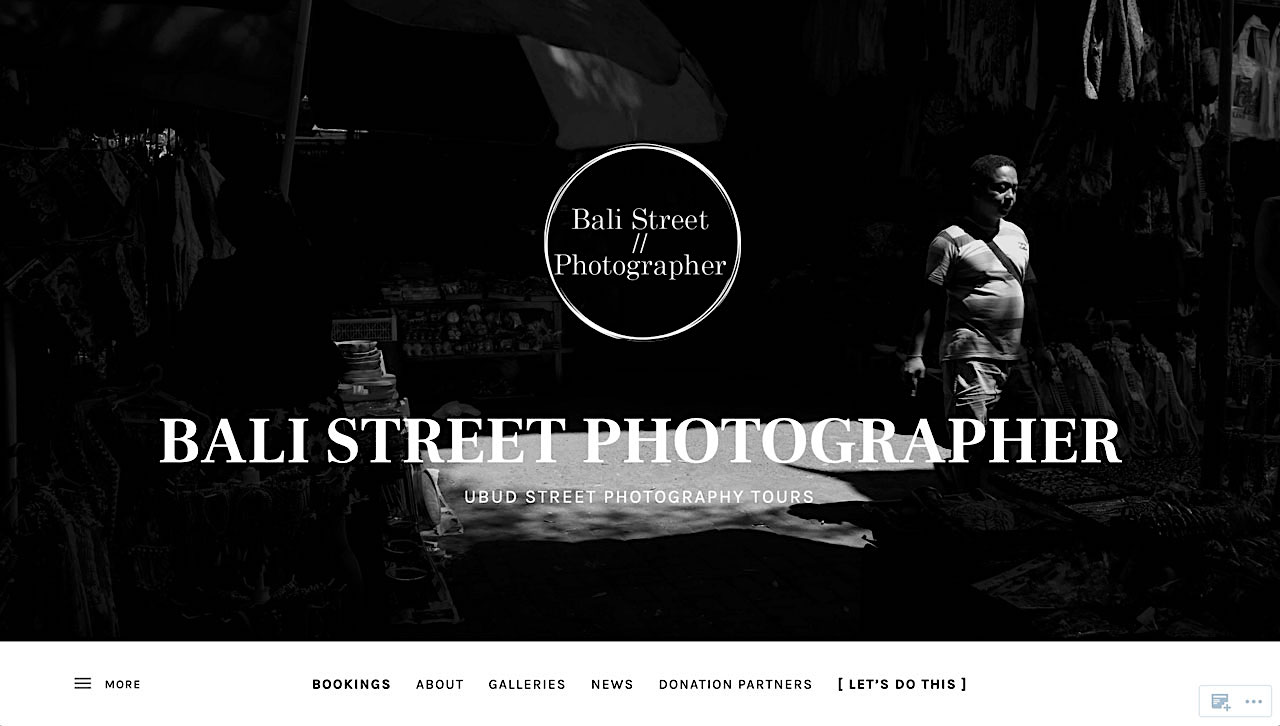 Bali Street
//
Photographer
BALI STREET PHOTOGRAPHER
UBUD STREET PHOTOGRAPHY TOURS
MORE BOOKINGS ABOUT GALLERIES NEWS DONATION PARTNERS [ LET’S DO THIS ]